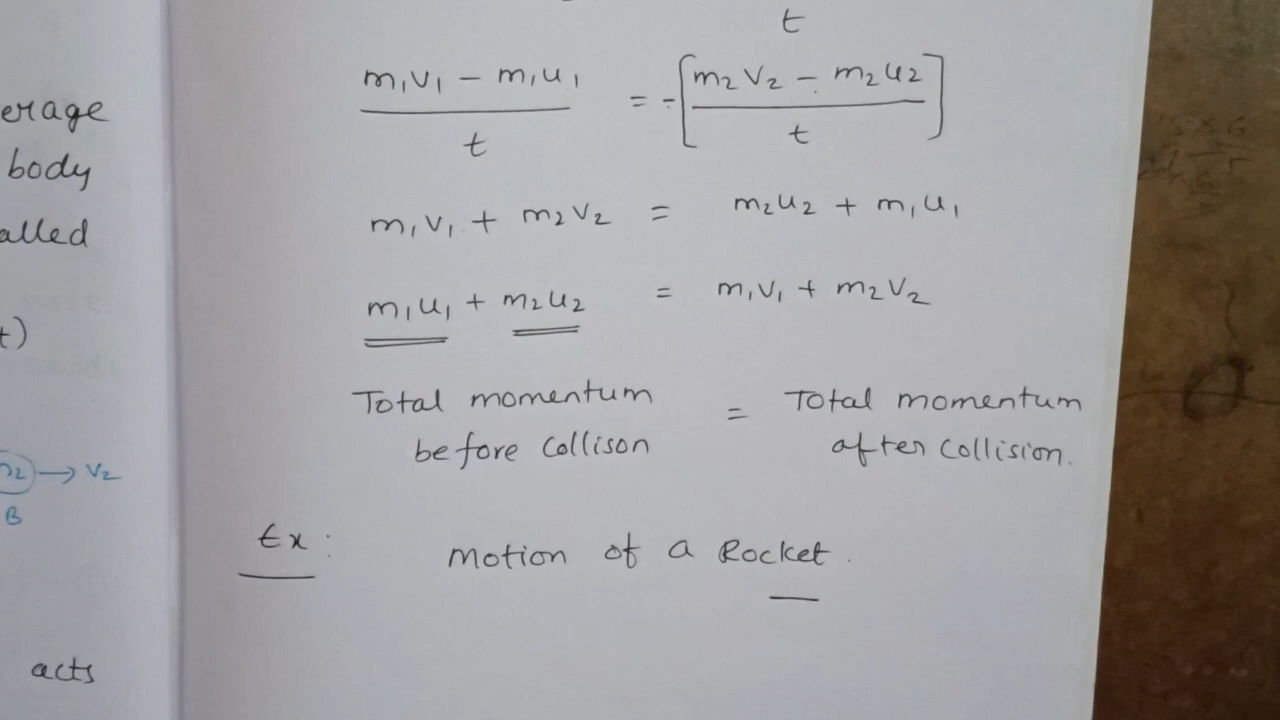 erage
body
alled
t)
→ V₂
B
acts
t
m₁v₁ - m₁u₁ / t = -[m₂v₂ - m₂u₂ / t]
m₁v₁ + m₂v₂ = m₂u₂ + m₁u₁
m₁u₁ + m₂u₂ = m₁v₁ + m₂v₂
Total momentum = Total momentum
before collison after collision.
Ex :
Motion of a Rocket.